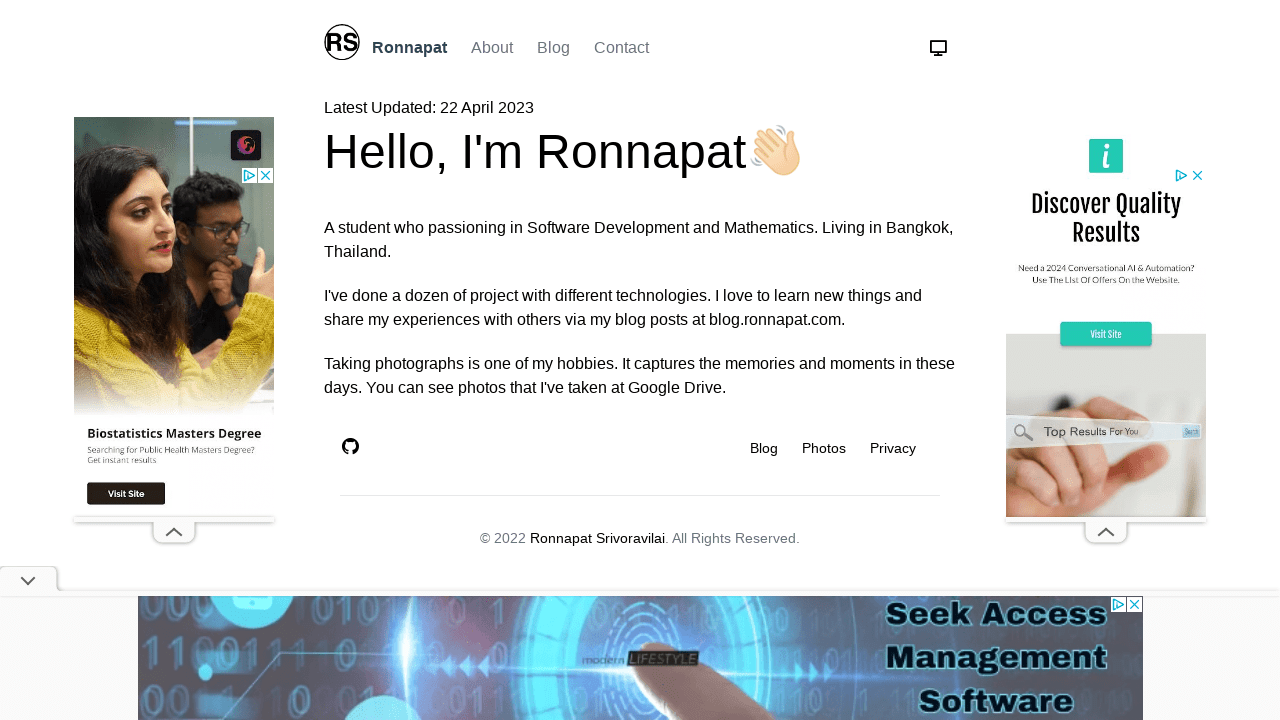 RS
Ronnapat
About
Blog
Contact
Latest Updated: 22 April 2023
Hello, I'm Ronnapat👋🏻
A student who passioning in Software Development and Mathematics. Living in Bangkok,
Thailand.
I've done a dozen of project with different technologies. I love to learn new things and
share my experiences with others via my blog posts at blog.ronnapat.com.
Taking photographs is one of my hobbies. It captures the memories and moments in these
days. You can see photos that I've taken at Google Drive.
Blog
Photos
Privacy
© 2022 Ronnapat Srivoravilai. All Rights Reserved.
Biostatistics Masters Degree
Searching for Public Health Masters Degree?
Get instant results
Visit Site
i
Discover Quality
Results
Need a 2024 Conversational AI & Automation?
Use The LIst Of Offers On the Website.
Visit Site
Top Results For You
Search
Seek Access
Management
Software
modern LIFESTYLE